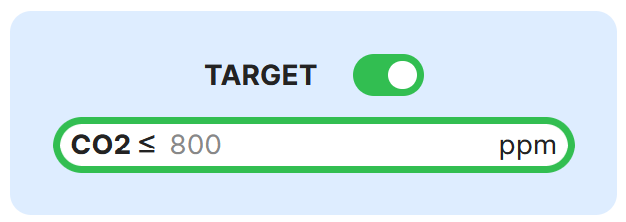 TARGET
CO2 ≤ 800 ppm